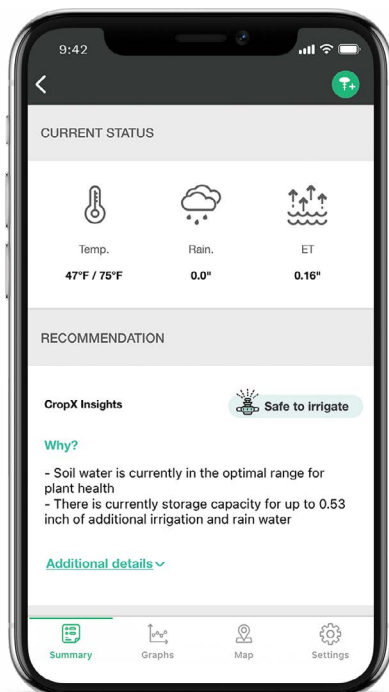 9:42
CURRENT STATUS
Temp.
Rain.
ET
47°F / 75°F
0.0"
0.16"
RECOMMENDATION
CropX Insights
Safe to irrigate
Why?
- Soil water is currently in the optimal range for
plant health
- There is currently storage capacity for up to 0.53
inch of additional irrigation and rain water
Additional details
Summary
Graphs
Map
Settings